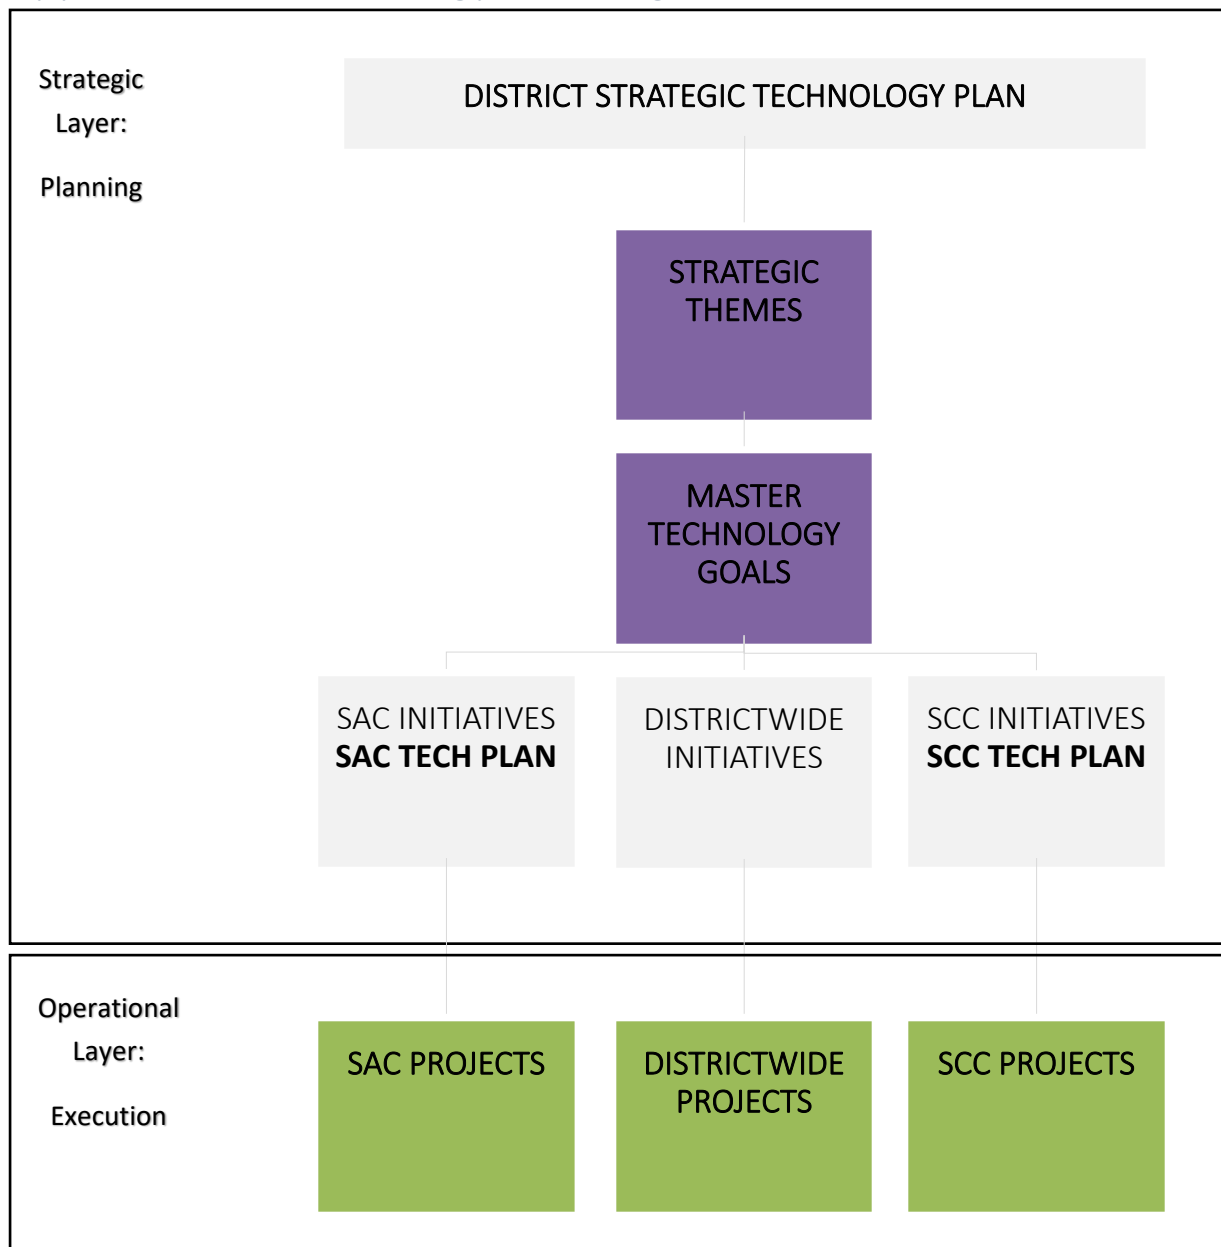 Strategic
Layer:
Planning
DISTRICT STRATEGIC TECHNOLOGY PLAN
STRATEGIC
THEMES
MASTER
TECHNOLOGY
GOALS
SAC INITIATIVES
SAC TECH PLAN
DISTRICTWIDE
INITIATIVES
SCC INITIATIVES
SCC TECH PLAN
Operational
Layer:
Execution
SAC PROJECTS
DISTRICTWIDE
PROJECTS
SCC PROJECTS